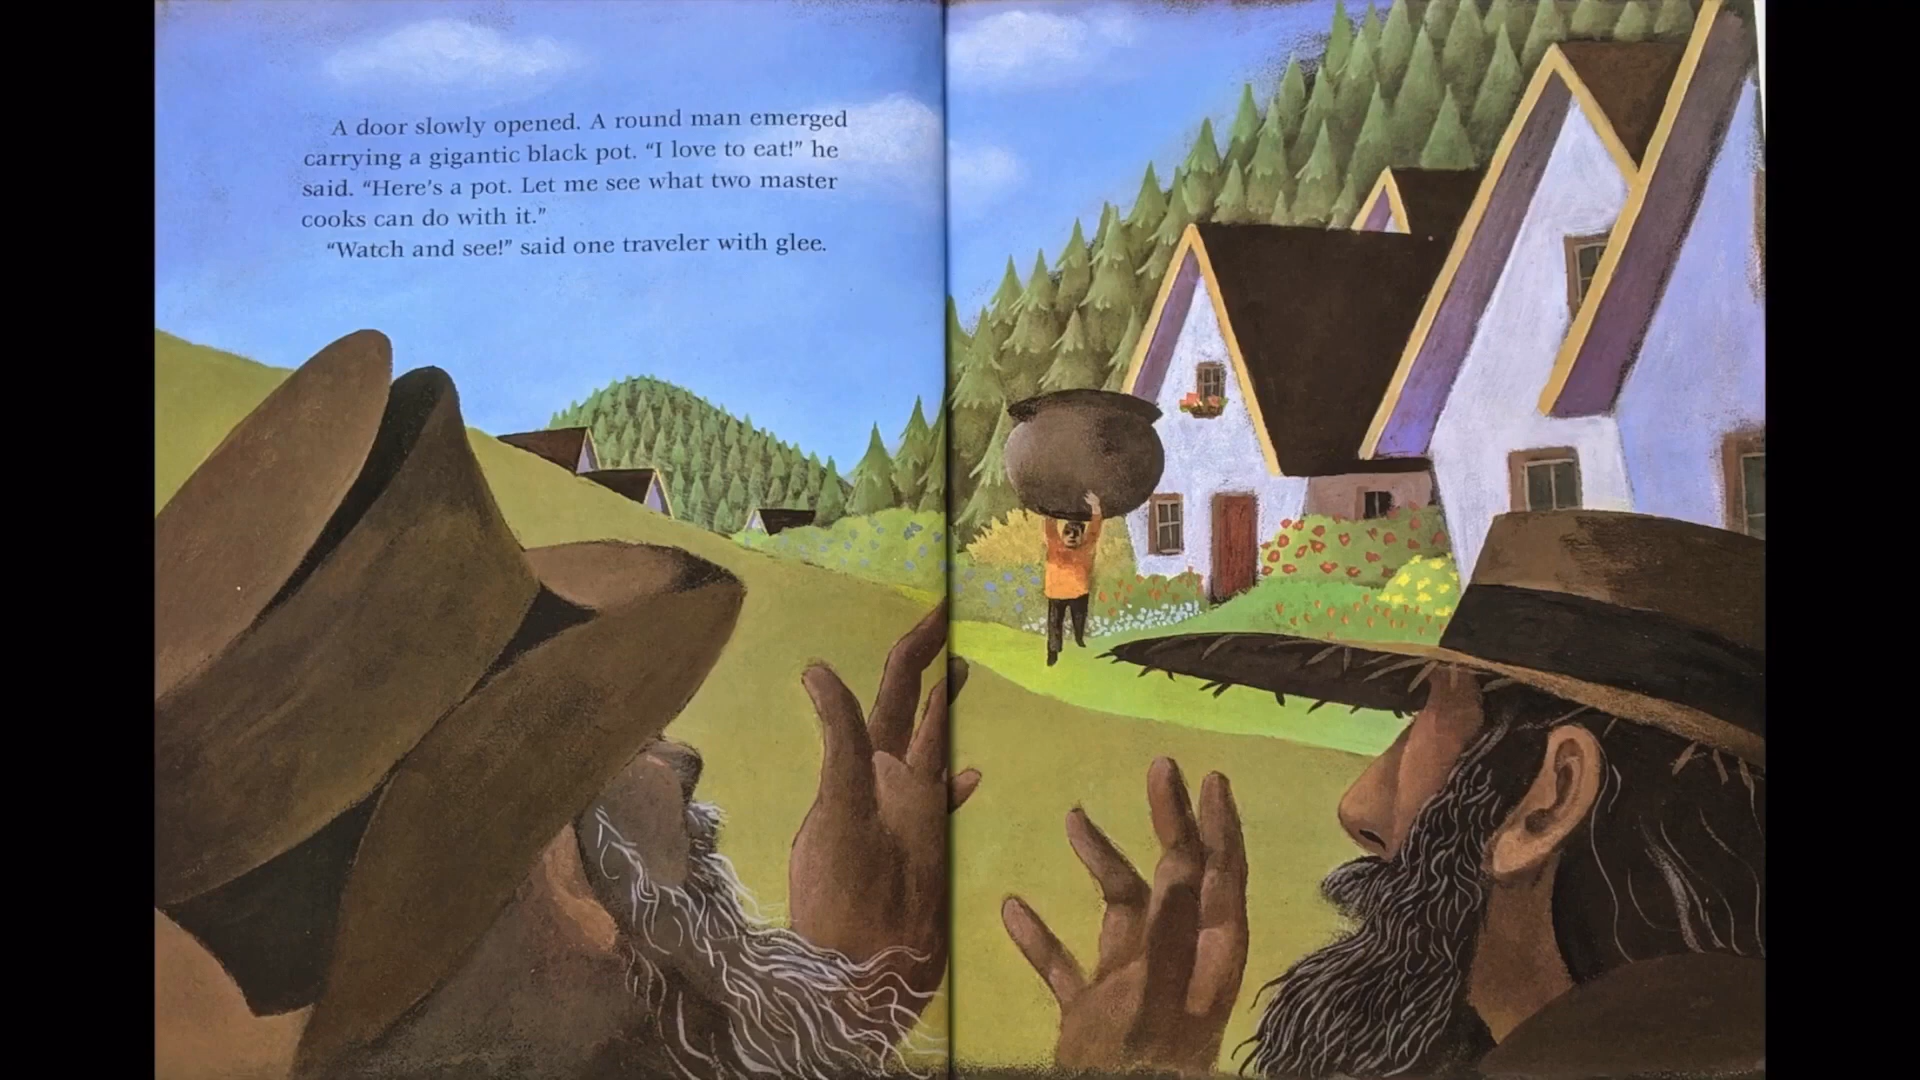 A door slowly opened. A round man emerged
carrying a gigantic black pot. “I love to eat!” he
said. “Here’s a pot. Let me see what two master
cooks can do with it.”
“Watch and see!” said one traveler with glee.